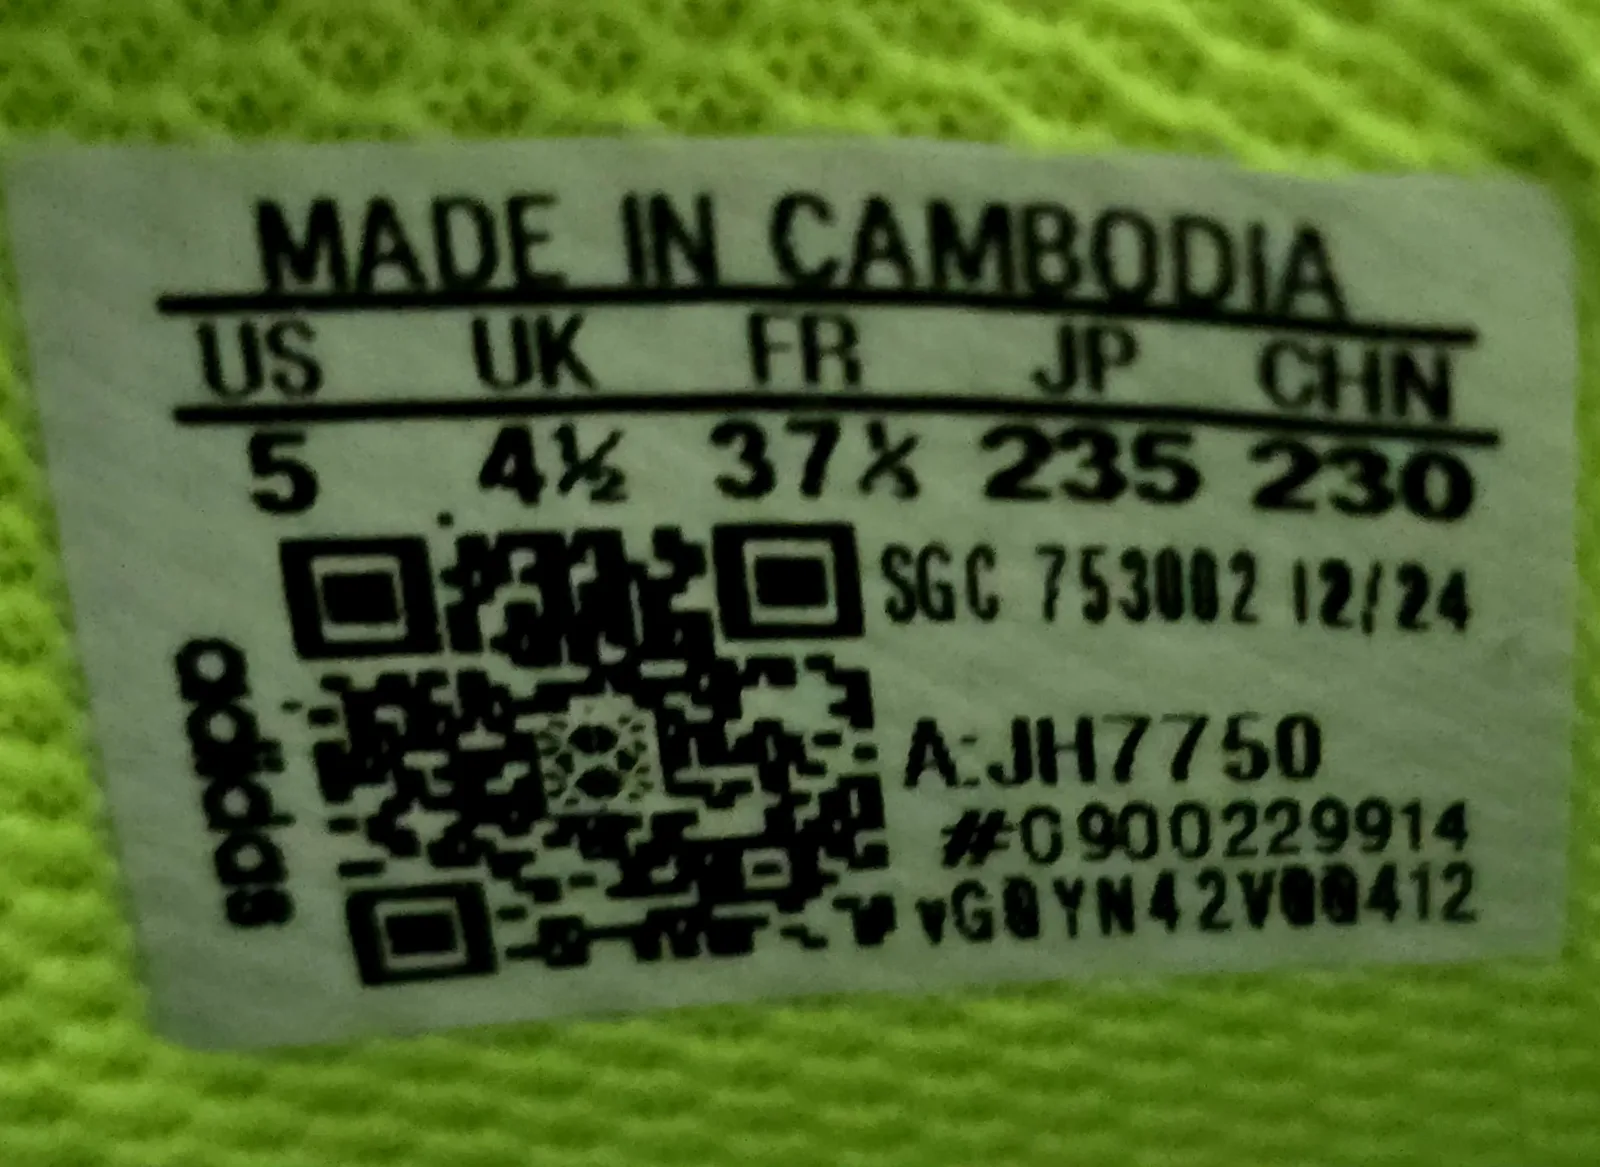 MADE IN CAMBODIA
US UK FR JP CHN
5 4½ 37⅓ 235 230
SGC 753002 12/24
adidas
A:JH7750
#0900229914
vG0YN42V00412